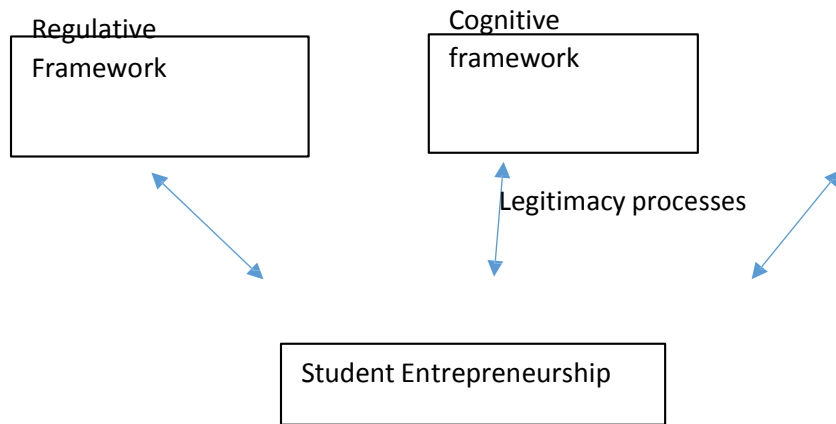 Regulative
Framework
Cognitive
framework
Legitimacy processes
Student Entrepreneurship